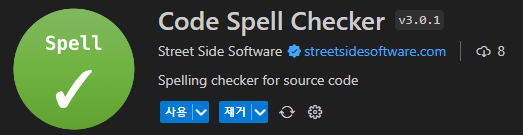 Spell
Code Spell Checker v3.0.1
Street Side Software streetsidesoftware.com 8
Spelling checker for source code
사용 제거